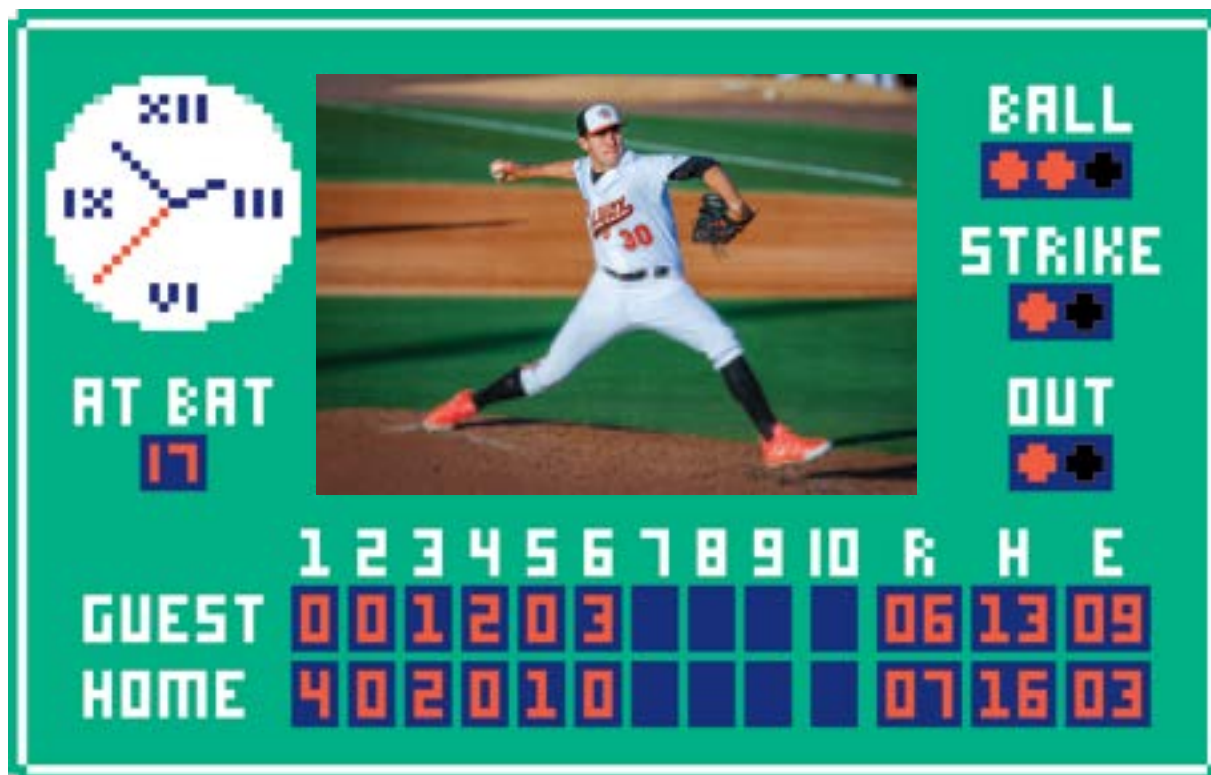 XII
IX III
VI
AT BAT
17
30
BALL
STRIKE
OUT
1 2 3 4 5 6 7 8 9 10 R H E
GUEST 0 0 1 2 0 3 06 13 09
HOME 4 0 2 0 1 0 07 16 03